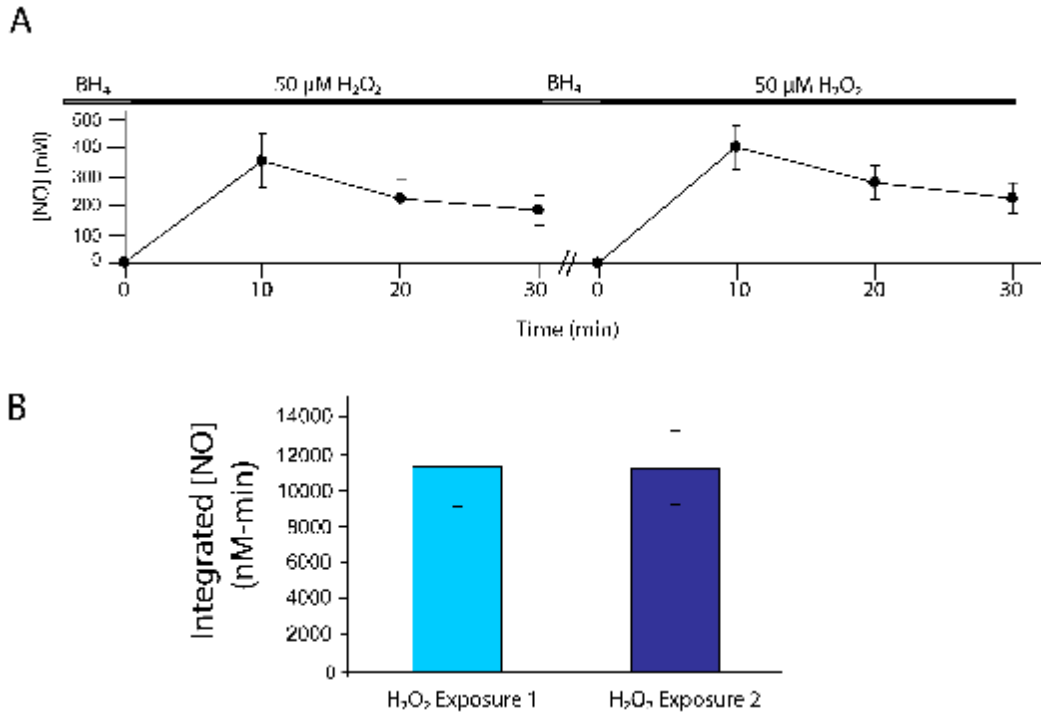 A
BH₄ 50 µM H₂O₂ BH₄ 50 µM H₂O₂
[NO] (nM)
500
400
300
200
100
0
0 10 20 30 0 10 20 30
Time (min)
B
Integrated [NO]
(nM-min)
14000
12000
10000
8000
6000
4000
2000
0
H₂O₂ Exposure 1 H₂O₂ Exposure 2